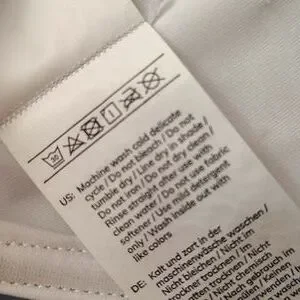 30
US: Machine wash cold delicate
cycle / Do not bleach / Do not
tumble dry / Line dry in shade /
Do not iron / Do not dry clean /
Rinse straight after use with
clean water / Do not use fabric
softener / Use mild detergent
only / Wash inside out with
like colors
DE: Kalt und zart in der
maschinenwäsche waschen /
Nicht bleichen / Nicht im
trocknen / Nicht
Nicht chemisch